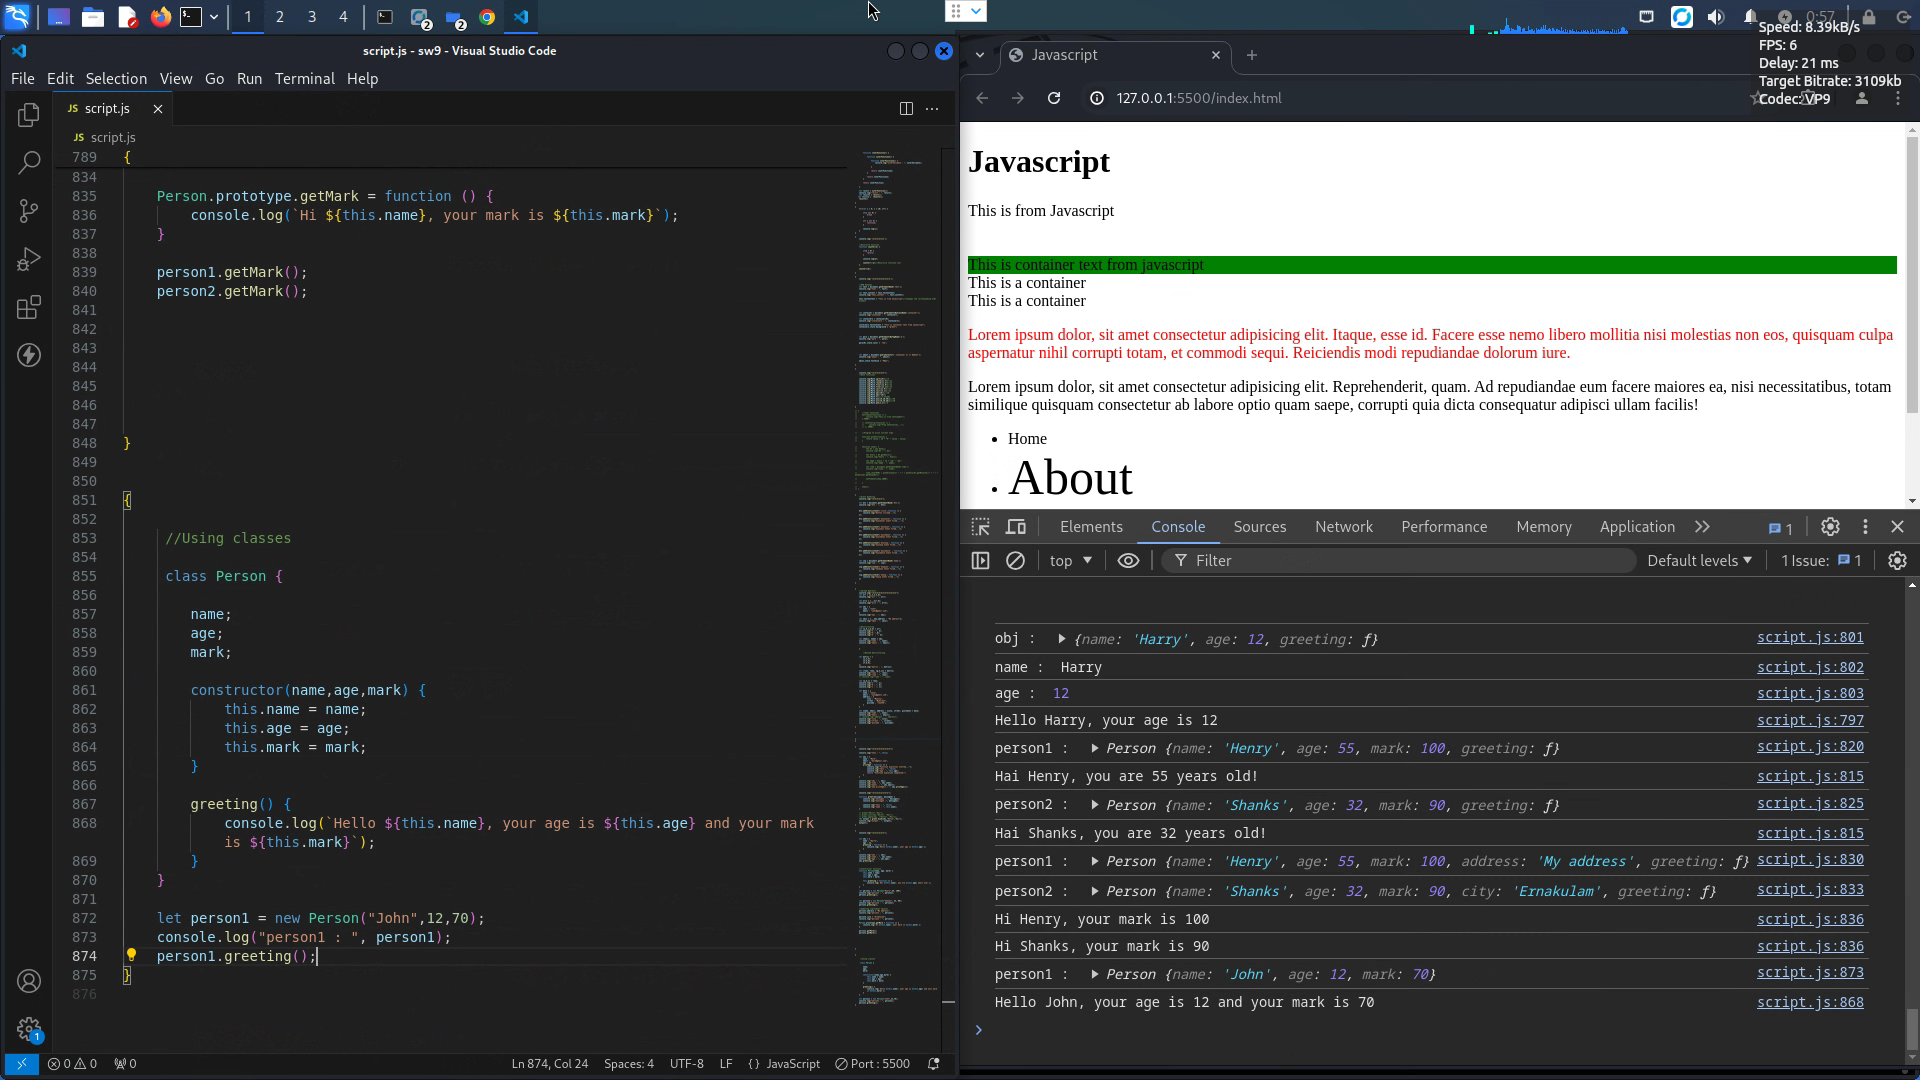 1
2
3
4
2
2
0:57
Speed: 8.39kB/s
FPS: 6
Delay: 21 ms
Target Bitrate: 3109kb
Codec: VP9
script.js - sw9 - Visual Studio Code
File Edit Selection View Go Run Terminal Help
JS script.js
JS script.js
789 {
834
835 Person.prototype.getMark = function () {
836 console.log(`Hi ${this.name}, your mark is ${this.mark}`);
837 }
838
839 person1.getMark();
840 person2.getMark();
841
842
843
844
845
846
847
848 }
849
850
851 {
852
853 //Using classes
854
855 class Person {
856
857 name;
858 age;
859 mark;
860
861 constructor(name,age,mark) {
862 this.name = name;
863 this.age = age;
864 this.mark = mark;
865 }
866
867 greeting() {
868 console.log(`Hello ${this.name}, your age is ${this.age} and your mark
is ${this.mark}`);
869 }
870 }
871
872 let person1 = new Person("John",12,70);
873 console.log("person1 : ", person1);
874 person1.greeting();
875 }
876
1
0 0 0 Ln 874, Col 24 Spaces: 4 UTF-8 LF {} JavaScript Port : 5500
Javascript
127.0.0.1:5500/index.html
Javascript
This is from Javascript
This is container text from javascript
This is a container
This is a container
Lorem ipsum dolor, sit amet consectetur adipisicing elit. Itaque, esse id. Facere esse nemo libero mollitia nisi molestias non eos, quisquam culpa
aspernatur nihil corrupti totam, et commodi sequi. Reiciendis modi repudiandae dolorum iure.
Lorem ipsum dolor, sit amet consectetur adipisicing elit. Reprehenderit, quam. Ad repudiandae eum facere maiores ea, nisi necessitatibus, totam
similique quisquam consectetur ab labore optio quam saepe, corrupti quia dicta consequatur adipisci ullam facilis!
• Home
• About
Elements Console Sources Network Performance Memory Application 1
top Filter Default levels 1 Issue: 1
obj : {name: 'Harry', age: 12, greeting: ƒ} script.js:801
name : Harry script.js:802
age : 12 script.js:803
Hello Harry, your age is 12 script.js:797
person1 : Person {name: 'Henry', age: 55, mark: 100, greeting: ƒ} script.js:820
Hai Henry, you are 55 years old! script.js:815
person2 : Person {name: 'Shanks', age: 32, mark: 90, greeting: ƒ} script.js:825
Hai Shanks, you are 32 years old! script.js:815
person1 : Person {name: 'Henry', age: 55, mark: 100, address: 'My address', greeting: ƒ} script.js:830
person2 : Person {name: 'Shanks', age: 32, mark: 90, city: 'Ernakulam', greeting: ƒ} script.js:833
Hi Henry, your mark is 100 script.js:836
Hi Shanks, your mark is 90 script.js:836
person1 : Person {name: 'John', age: 12, mark: 70} script.js:873
Hello John, your age is 12 and your mark is 70 script.js:868